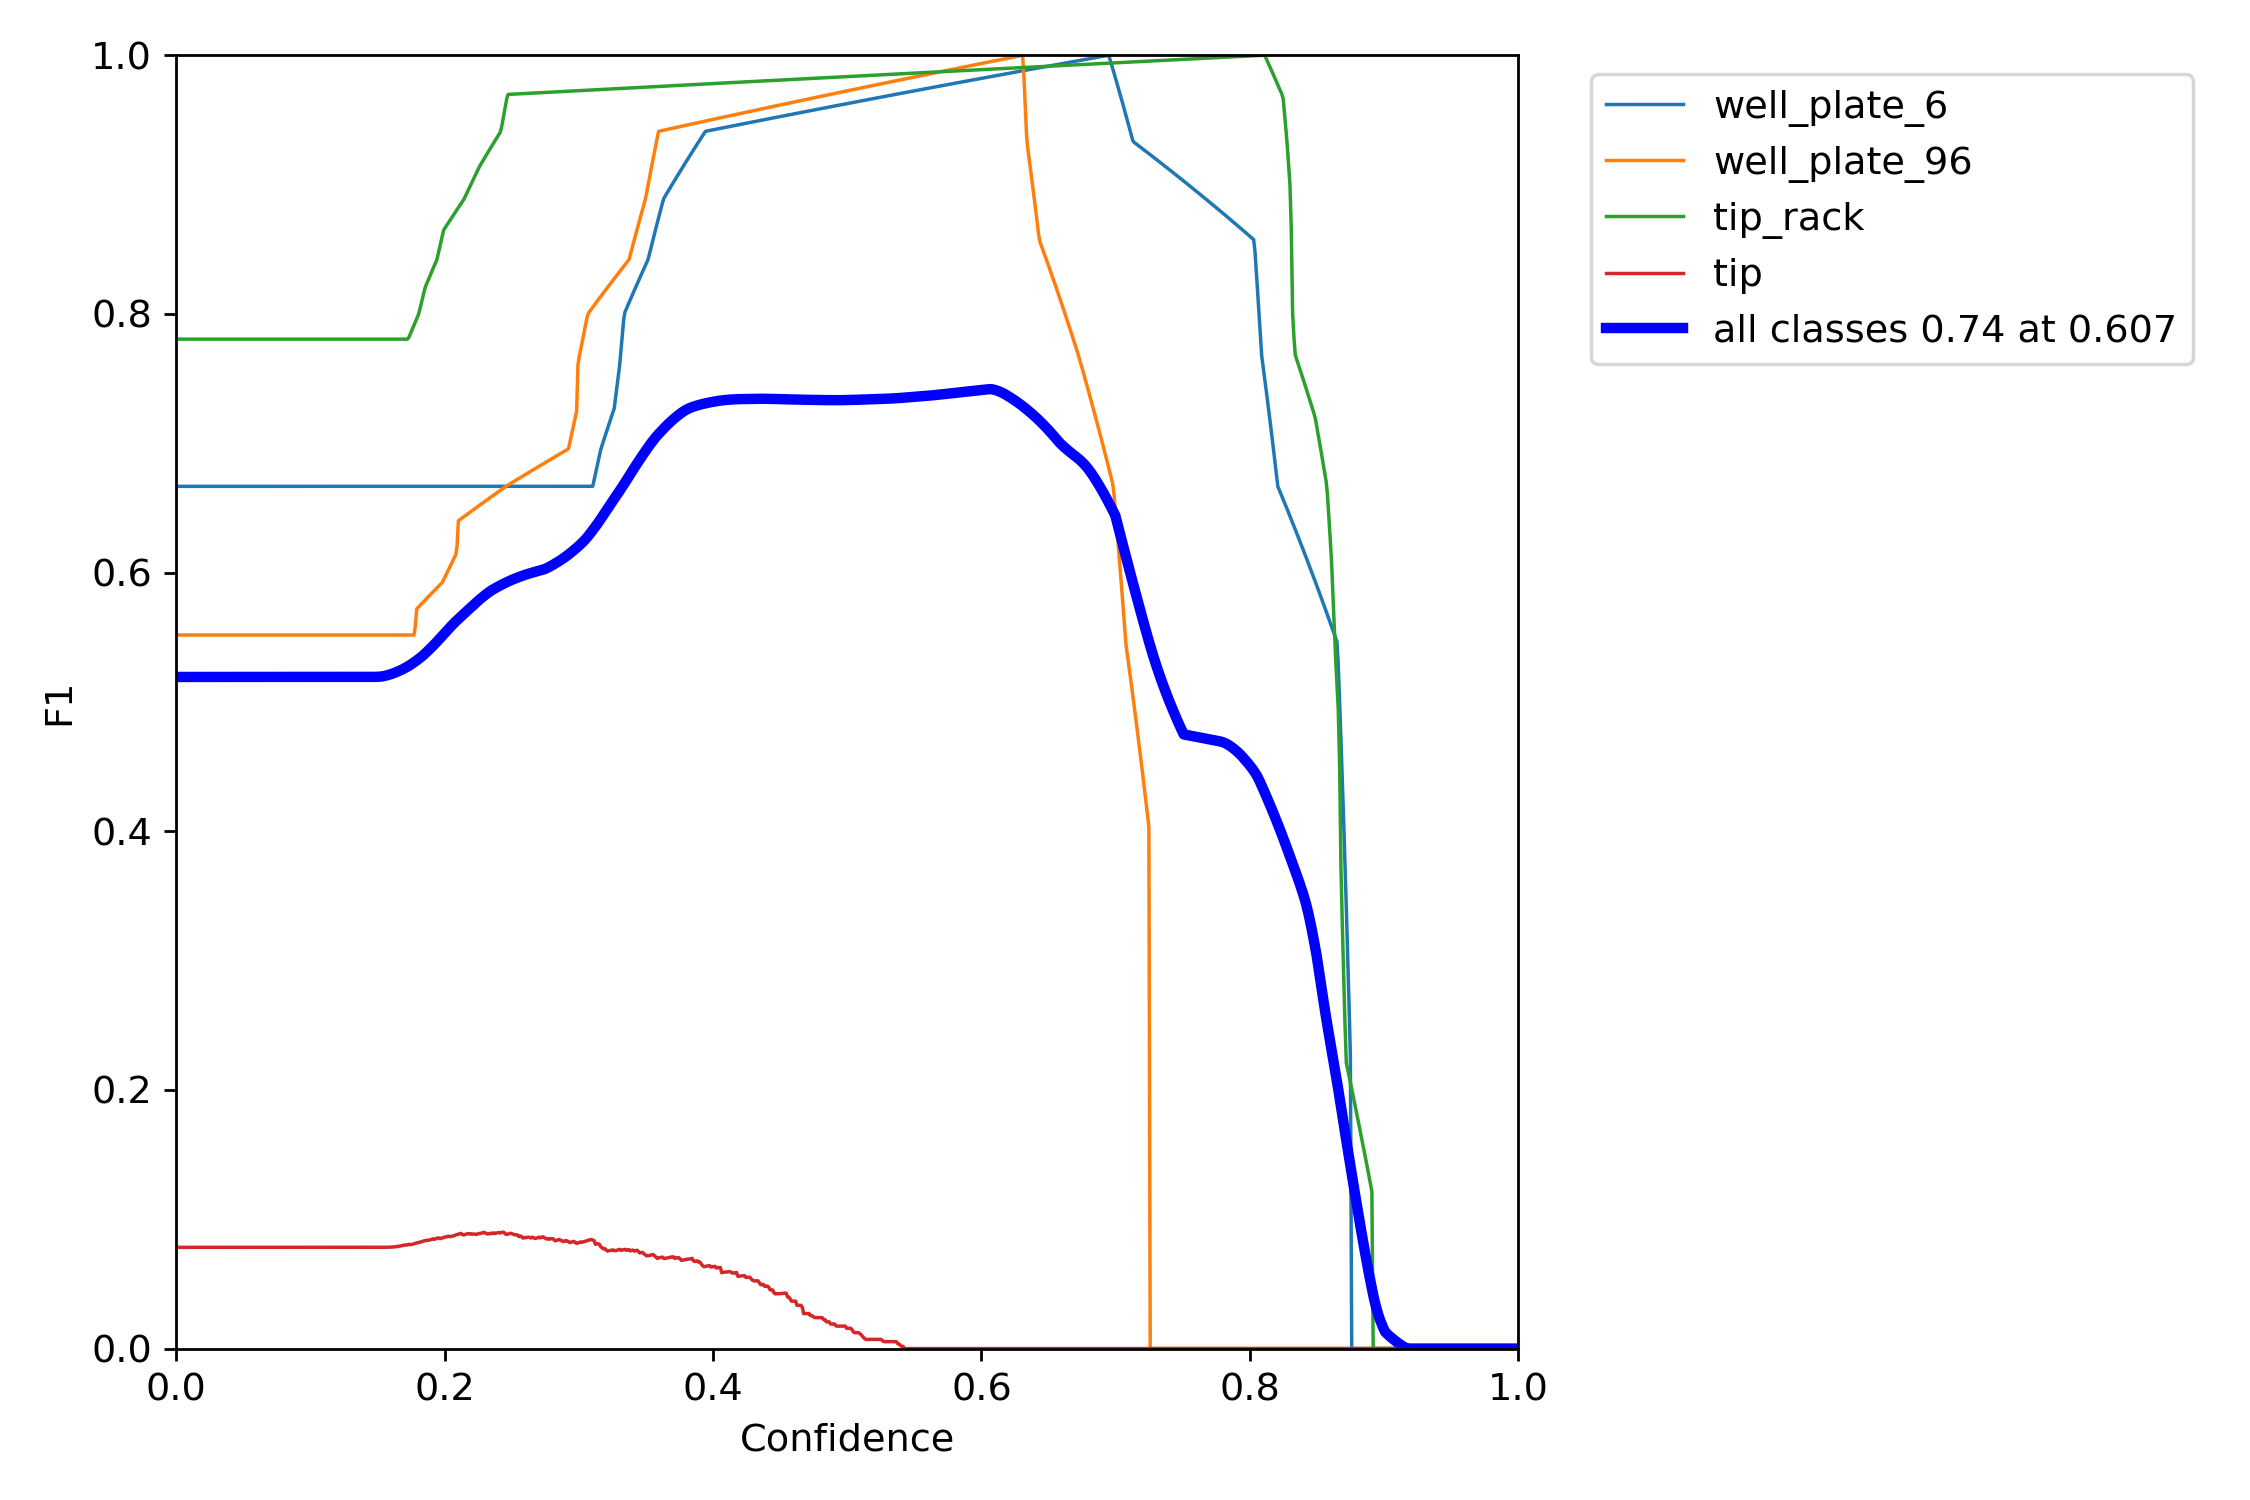 1.0
0.8
0.6
0.4
0.2
0.0
F1
0.0 0.2 0.4 0.6 0.8 1.0
Confidence
well_plate_6
well_plate_96
tip_rack
tip
all classes 0.74 at 0.607